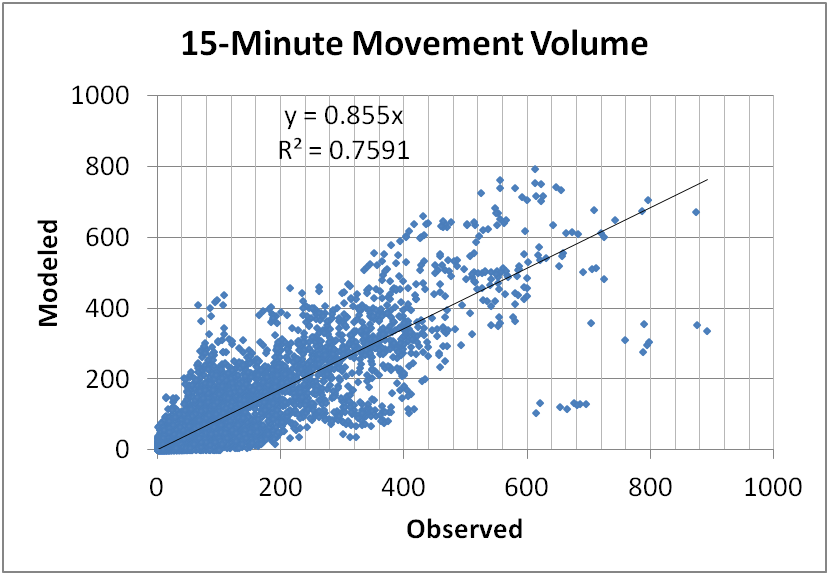 15-Minute Movement Volume
y = 0.855x
R² = 0.7591
1000
800
600
400
200
0
Modeled
0 200 400 600 800 1000
Observed